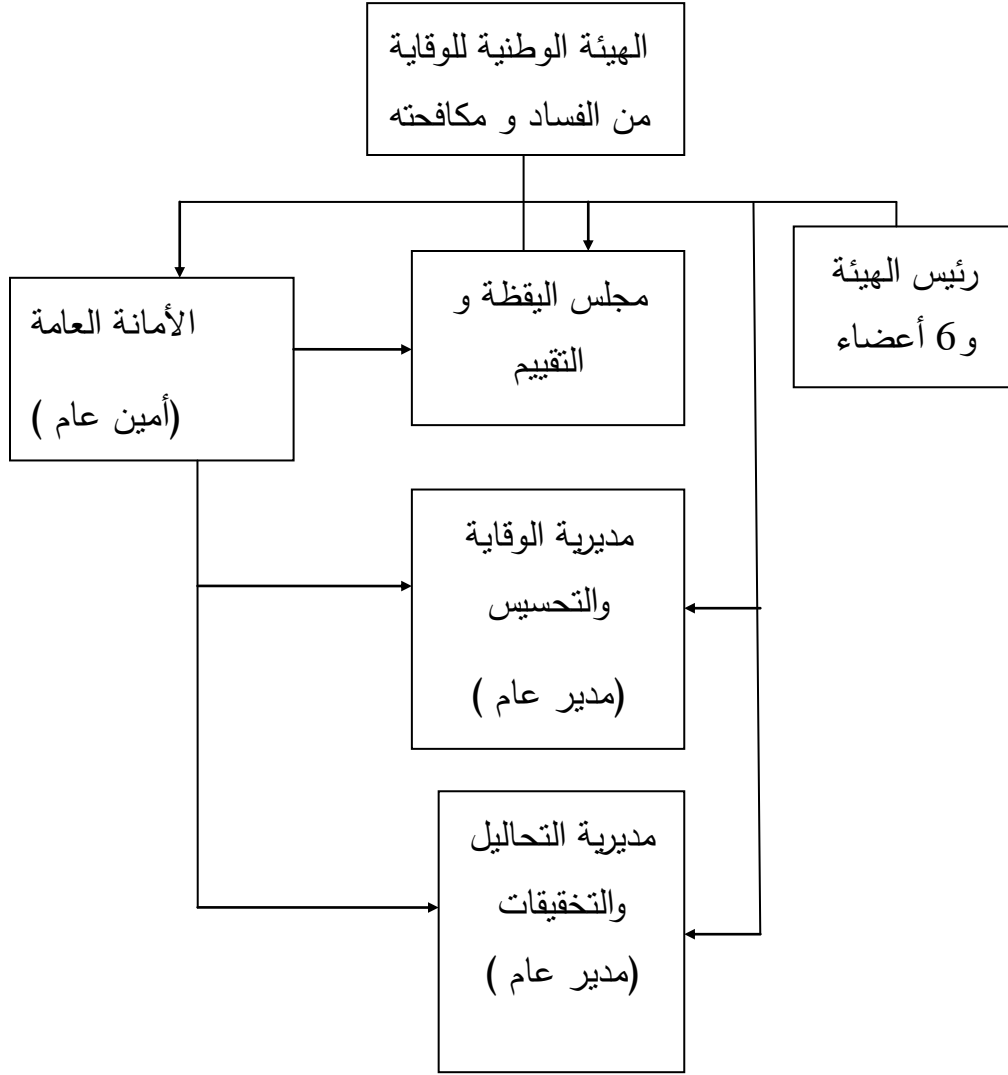 الهيئة الوطنية للوقاية
من الفساد و مكافحته
رئيس الهيئة
و 6 أعضاء
مجلس اليقظة و
التقييم
الأمانة العامة
(أمين عام )
مديرية الوقاية
والتحسيس
(مدير عام )
مديرية التحاليل
والتخقيقات
(مدير عام )